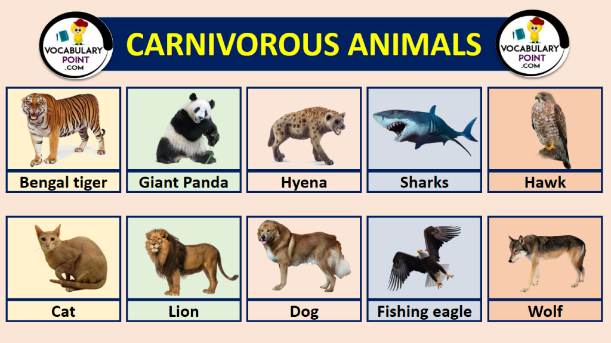 VOCABULARY
POINT
.COM
CARNIVOROUS ANIMALS
VOCABULARY
POINT
.COM
Bengal tiger
Giant Panda
Hyena
Sharks
Hawk
Cat
Lion
Dog
Fishing eagle
Wolf